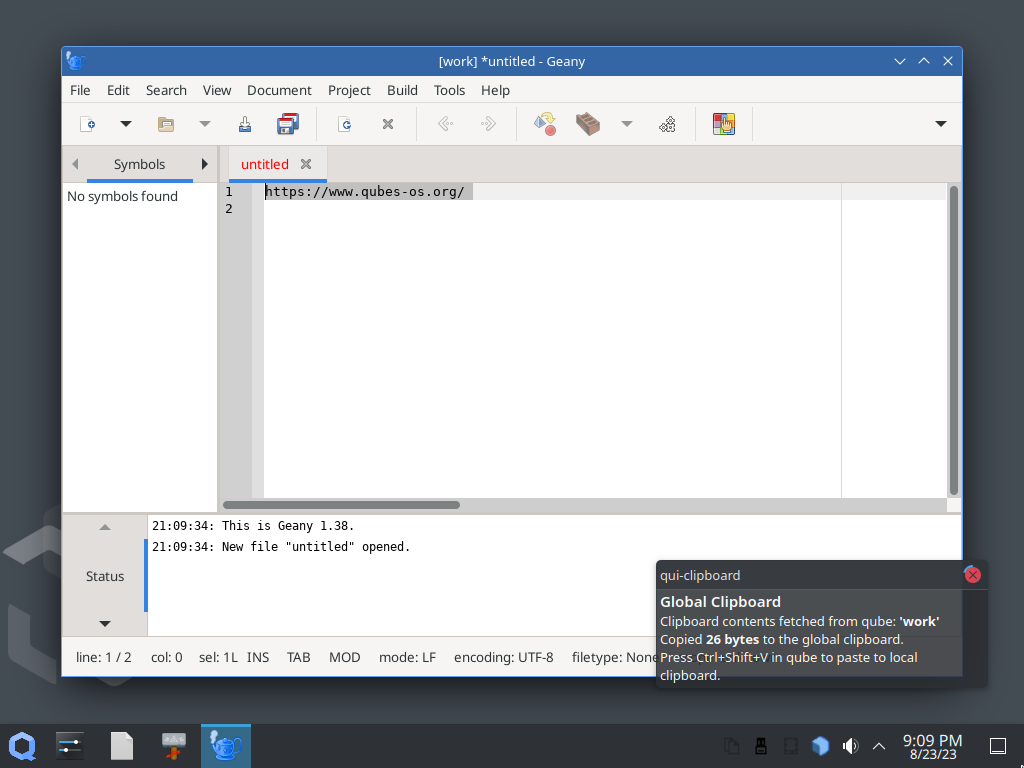 [work] *untitled - Geany
File Edit Search View Document Project Build Tools Help
Symbols
untitled
No symbols found
1 https://www.qubes-os.org/
2
21:09:34: This is Geany 1.38.
21:09:34: New file "untitled" opened.
Status
line: 1 / 2 col: 0 sel: 1L INS TAB MOD mode: LF encoding: UTF-8 filetype: None
qui-clipboard
Global Clipboard
Clipboard contents fetched from qube: 'work'
Copied 26 bytes to the global clipboard.
Press Ctrl+Shift+V in qube to paste to local
clipboard.
9:09 PM
8/23/23